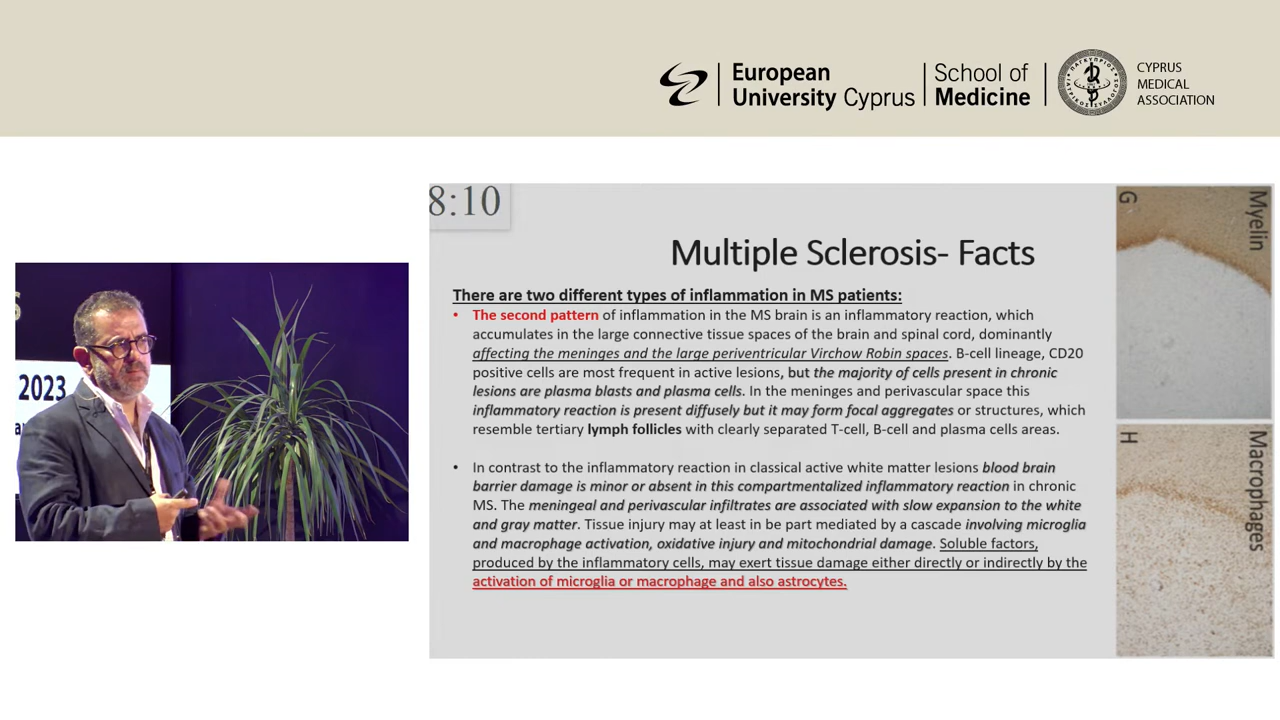 European
University Cyprus
School of
Medicine
ΠΑΓΚΥΠΡΙΟΣ
ΙΑΤΡΙΚΟΣ ΣΥΛΛΟΓΟΣ
CYPRUS
MEDICAL
ASSOCIATION
2023
8:10
Multiple Sclerosis- Facts
There are two different types of inflammation in MS patients:
• The second pattern of inflammation in the MS brain is an inflammatory reaction, which
accumulates in the large connective tissue spaces of the brain and spinal cord, dominantly
affecting the meninges and the large periventricular Virchow Robin spaces. B-cell lineage, CD20
positive cells are most frequent in active lesions, but the majority of cells present in chronic
lesions are plasma blasts and plasma cells. In the meninges and perivascular space this
inflammatory reaction is present diffusely but it may form focal aggregates or structures, which
resemble tertiary lymph follicles with clearly separated T-cell, B-cell and plasma cells areas.
• In contrast to the inflammatory reaction in classical active white matter lesions blood brain
barrier damage is minor or absent in this compartmentalized inflammatory reaction in chronic
MS. The meningeal and perivascular infiltrates are associated with slow expansion to the white
and gray matter. Tissue injury may at least in be part mediated by a cascade involving microglia
and macrophage activation, oxidative injury and mitochondrial damage. Soluble factors,
produced by the inflammatory cells, may exert tissue damage either directly or indirectly by the
activation of microglia or macrophage and also astrocytes.
G
Myelin
H
Macrophages